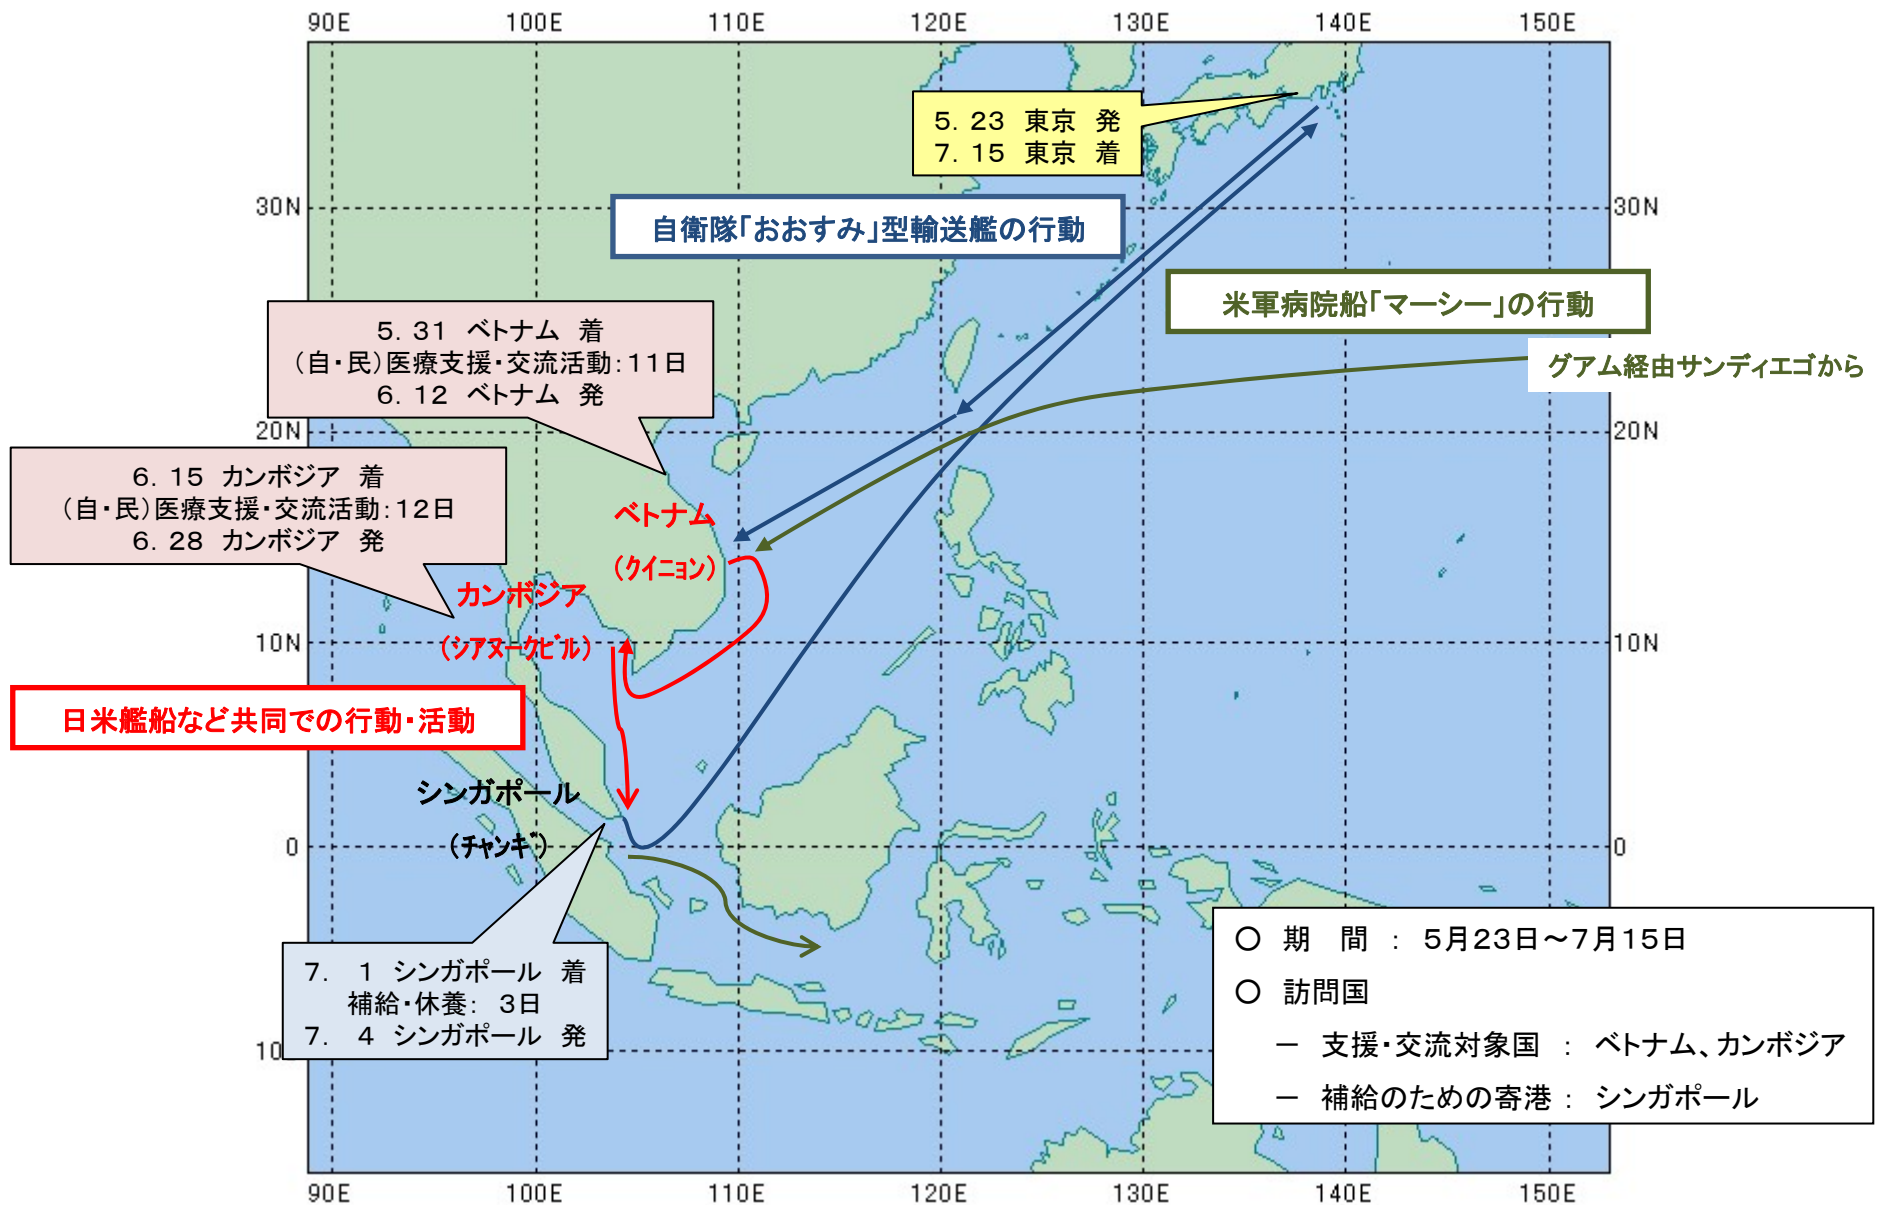 90E 100E 110E 120E 130E 140E 150E
5．23　東京　発
7．15　東京　着
30N 30N
自衛隊「おおすみ」型輸送艦の行動
米軍病院船「マーシー」の行動
グアム経由サンディエゴから
5．31　ベトナム　着
（自・民）医療支援・交流活動：11日
6．12　ベトナム　発
20N 20N
6．15　カンボジア　着
（自・民）医療支援・交流活動：12日
6．28　カンボジア　発
ベトナム
（クイニョン）
カンボジア
（シアヌークビル）
10N 10N
日米艦船など共同での行動・活動
シンガポール
（チャンギ）
0 0
7．　1　シンガポール　着
補給・休養：　3日
7．　4　シンガポール　発
10
○　期　間　：　5月23日～7月15日
○　訪問国
－　支援・交流対象国　：　ベトナム、カンボジア
－　補給のための寄港　：　シンガポール
90E 100E 110E 120E 130E 140E 150E